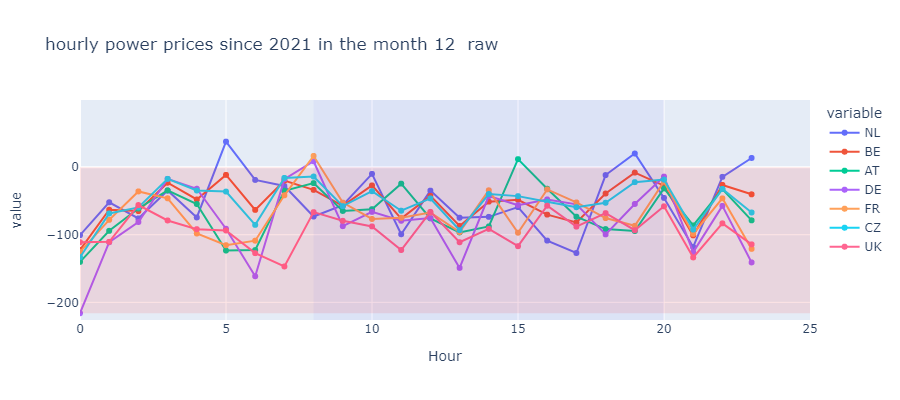 hourly power prices since 2021 in the month 12  raw
variable
NL
BE
AT
DE
FR
CZ
UK
value
0
−100
−200
0
5
10
15
20
25
Hour